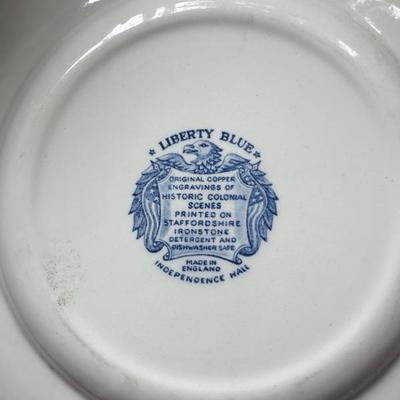 ★ LIBERTY BLUE ★
ORIGINAL COPPER
ENGRAVINGS OF
HISTORIC COLONIAL
SCENES
PRINTED ON
STAFFORDSHIRE
IRONSTONE
DETERGENT AND
DISHWASHER SAFE
MADE IN
ENGLAND
INDEPENDENCE HALL